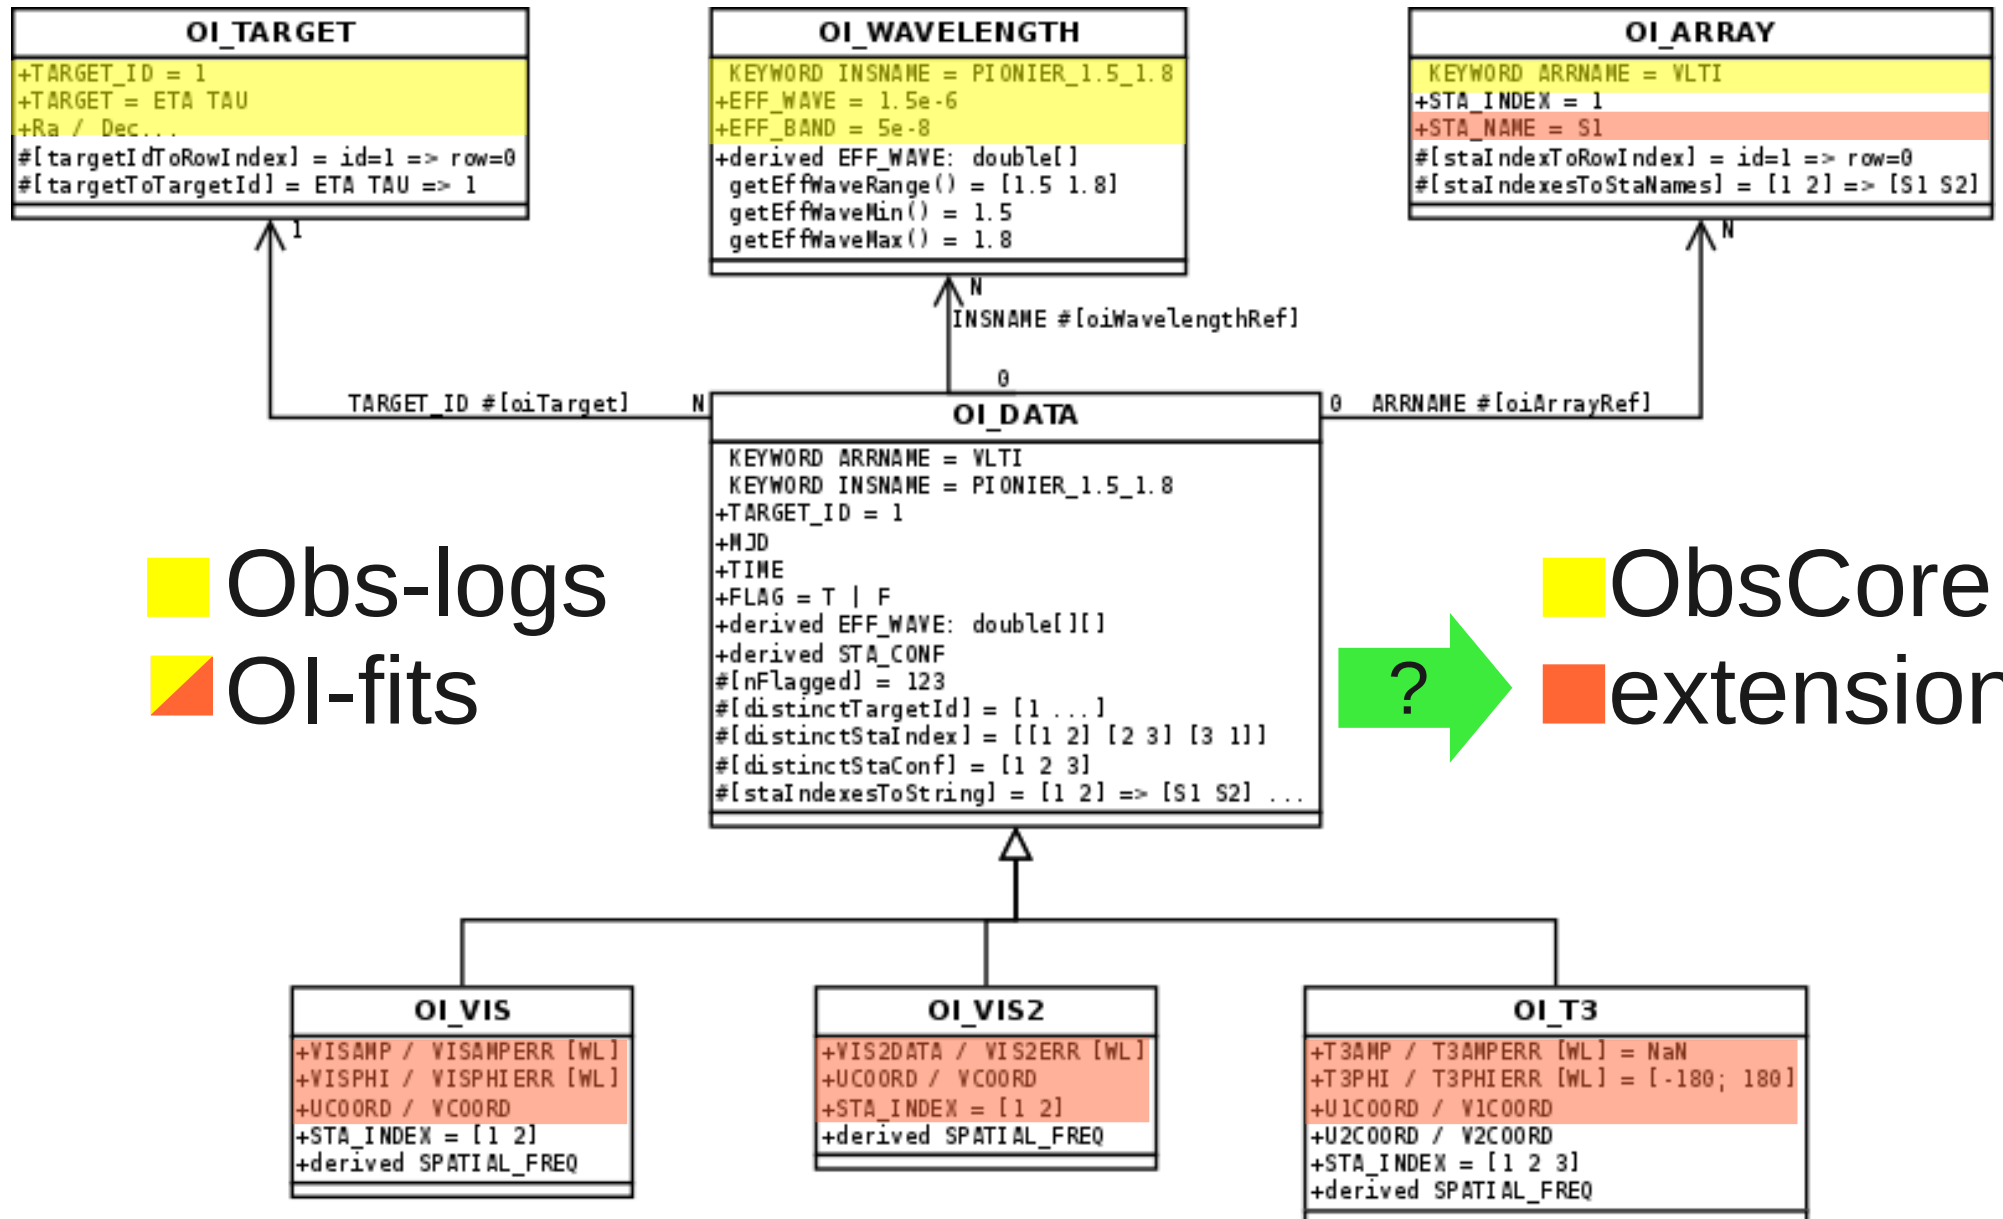 OI_TARGET
+TARGET_ID = 1
+TARGET = ETA TAU
+Ra / Dec...
#[targetIdToRowIndex] = id=1 => row=0
#[targetToTargetId] = ETA TAU => 1
OI_WAVELENGTH
KEYWORD INSNAME = PIONIER_1.5_1.8
+EFF_WAVE = 1.5e-6
+EFF_BAND = 5e-8
+derived EFF_WAVE: double[]
getEffWaveRange() = [1.5 1.8]
getEffWaveMin() = 1.5
getEffWaveMax() = 1.8
OI_ARRAY
KEYWORD ARRNAME = VLTI
+STA_INDEX = 1
+STA_NAME = S1
#[staIndexToRowIndex] = id=1 => row=0
#[staIndexesToStaNames] = [1 2] => [S1 S2]
1
N
N
INSNAME #[oiWavelengthRef]
0
TARGET_ID #[oiTarget]
N
0
ARRNAME #[oiArrayRef]
OI_DATA
KEYWORD ARRNAME = VLTI
KEYWORD INSNAME = PIONIER_1.5_1.8
+TARGET_ID = 1
+MJD
+TIME
+FLAG = T | F
+derived EFF_WAVE: double[][]
+derived STA_CONF
#[nFlagged] = 123
#[distinctTargetId] = [1 ...]
#[distinctStaIndex] = [[1 2] [2 3] [3 1]]
#[distinctStaConf] = [1 2 3]
#[staIndexesToString] = [1 2] => [S1 S2] ...
Obs-logs
OI-fits
?
ObsCore
extension
OI_VIS
+VISAMP / VISAMPERR [WL]
+VISPHI / VISPHIERR [WL]
+UCOORD / VCOORD
+STA_INDEX = [1 2]
+derived SPATIAL_FREQ
OI_VIS2
+VIS2DATA / VIS2ERR [WL]
+UCOORD / VCOORD
+STA_INDEX = [1 2]
+derived SPATIAL_FREQ
OI_T3
+T3AMP / T3AMPERR [WL] = NaN
+T3PHI / T3PHIERR [WL] = [-180; 180]
+U1COORD / V1COORD
+U2COORD / V2COORD
+STA_INDEX = [1 2 3]
+derived SPATIAL_FREQ